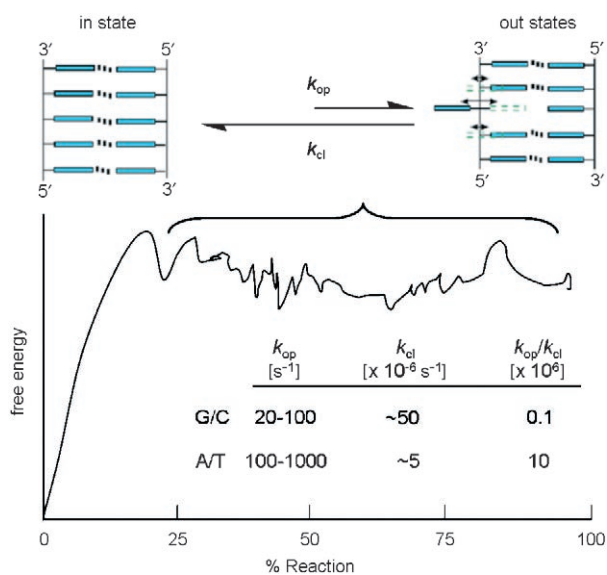 in state
out states
3′ 5′
3′ 5′
k_op
k_cl
5′ 3′
5′ 3′
free energy
k_op k_cl k_op/k_cl
[s⁻¹] [x 10⁻⁶ s⁻¹] [x 10⁶]
G/C 20-100 ~50 0.1
A/T 100-1000 ~5 10
0 25 50 75 100
% Reaction